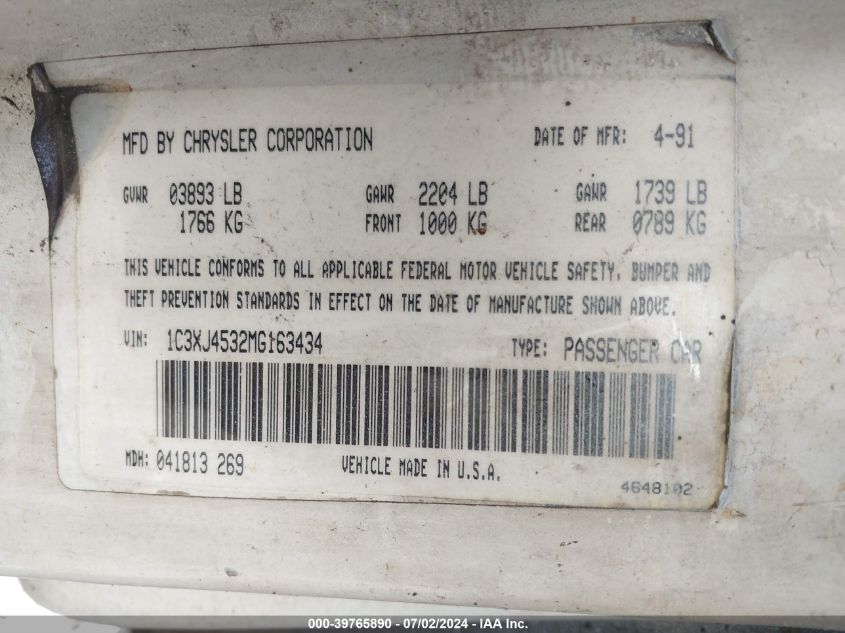 MFD BY CHRYSLER CORPORATION DATE OF MFR: 4-91
GVWR 03893 LB GAWR 2204 LB GAWR 1739 LB
1766 KG FRONT 1000 KG REAR 0789 KG
THIS VEHICLE CONFORMS TO ALL APPLICABLE FEDERAL MOTOR VEHICLE SAFETY, BUMPER AND
THEFT PREVENTION STANDARDS IN EFFECT ON THE DATE OF MANUFACTURE SHOWN ABOVE.
VIN: 1C3XJ4532MG163434 TYPE: PASSENGER CAR
MDH: 041813 269 VEHICLE MADE IN U.S.A.
4648102
000-39765890 - 07/02/2024 - IAA Inc.